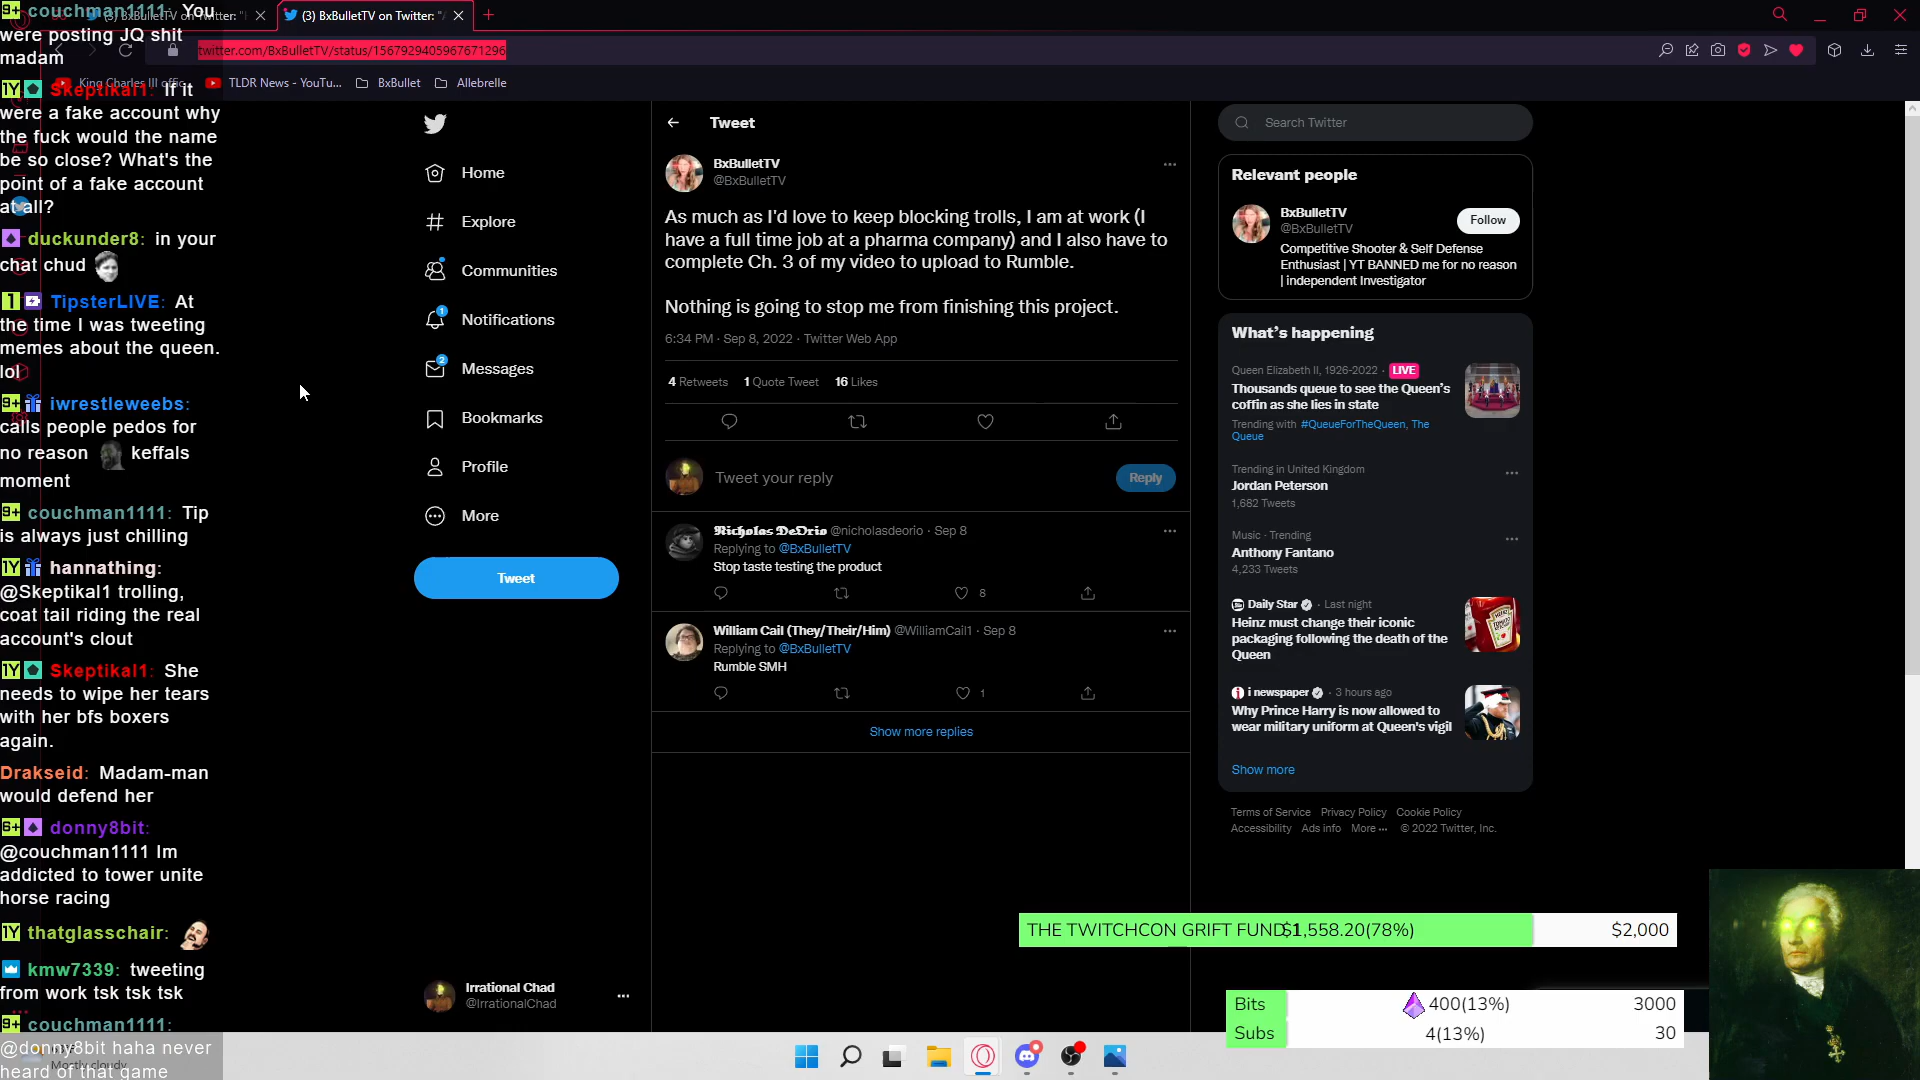 couchman1111: You
were posting JQ shit
madam
Skeptikal1: If it
were a fake account why
the fuck would the name
be so close? What's the
point of a fake account
at all?
duckunder8: in your
chat chud
TipsterLIVE: At
the time I was tweeting
memes about the queen.
lol
iwrestleweebs:
calls people pedos for
no reason keffals
moment
couchman1111: Tip
is always just chilling
hannathing:
@Skeptikal1 trolling,
coat tail riding the real
account's clout
Skeptikal1: She
needs to wipe her tears
with her bfs boxers
again.
Drakseid: Madam-man
would defend her
donny8bit:
@couchman1111 Im
addicted to tower unite
horse racing
thatglasschair:
kmw7339: tweeting
from work tsk tsk tsk
couchman1111:
@donny8bit haha never
heard of that game
(3) BxBulletTV on Twitter: "
(3) BxBulletTV on Twitter: "
twitter.com/BxBulletTV/status/1567929405967671296
King Charles III offic
TLDR News - YouTu...
BxBullet
Allebrelle
Home
Explore
Communities
1
Notifications
2
Messages
Bookmarks
Profile
More
Tweet
Irrational Chad
@IrrationalChad
Tweet
BxBulletTV
@BxBulletTV
As much as I'd love to keep blocking trolls, I am at work (I
have a full time job at a pharma company) and I also have to
complete Ch. 3 of my video to upload to Rumble.
Nothing is going to stop me from finishing this project.
6:34 PM · Sep 8, 2022 · Twitter Web App
4 Retweets 1 Quote Tweet 16 Likes
Tweet your reply
Reply
Nicholas DeOrio @nicholasdeorio · Sep 8
Replying to @BxBulletTV
Stop taste testing the product
8
William Cail (They/Their/Him) @WilliamCail1 · Sep 8
Replying to @BxBulletTV
Rumble SMH
1
Show more replies
Search Twitter
Relevant people
BxBulletTV
@BxBulletTV
Follow
Competitive Shooter & Self Defense
Enthusiast | YT BANNED me for no reason
| independent Investigator
What's happening
Queen Elizabeth II, 1926-2022 · LIVE
Thousands queue to see the Queen's
coffin as she lies in state
Trending with #QueueForTheQueen, The
Queue
Trending in United Kingdom
Jordan Peterson
1,682 Tweets
Music · Trending
Anthony Fantano
4,233 Tweets
Daily Star · Last night
Heinz must change their iconic
packaging following the death of the
Queen
i newspaper · 3 hours ago
Why Prince Harry is now allowed to
wear military uniform at Queen's vigil
Show more
Terms of Service Privacy Policy Cookie Policy
Accessibility Ads info More ··· © 2022 Twitter, Inc.
THE TWITCHCON GRIFT FUND $1,558.20(78%) $2,000
Bits 400(13%) 3000
Subs 4(13%) 30
Mostly cloudy